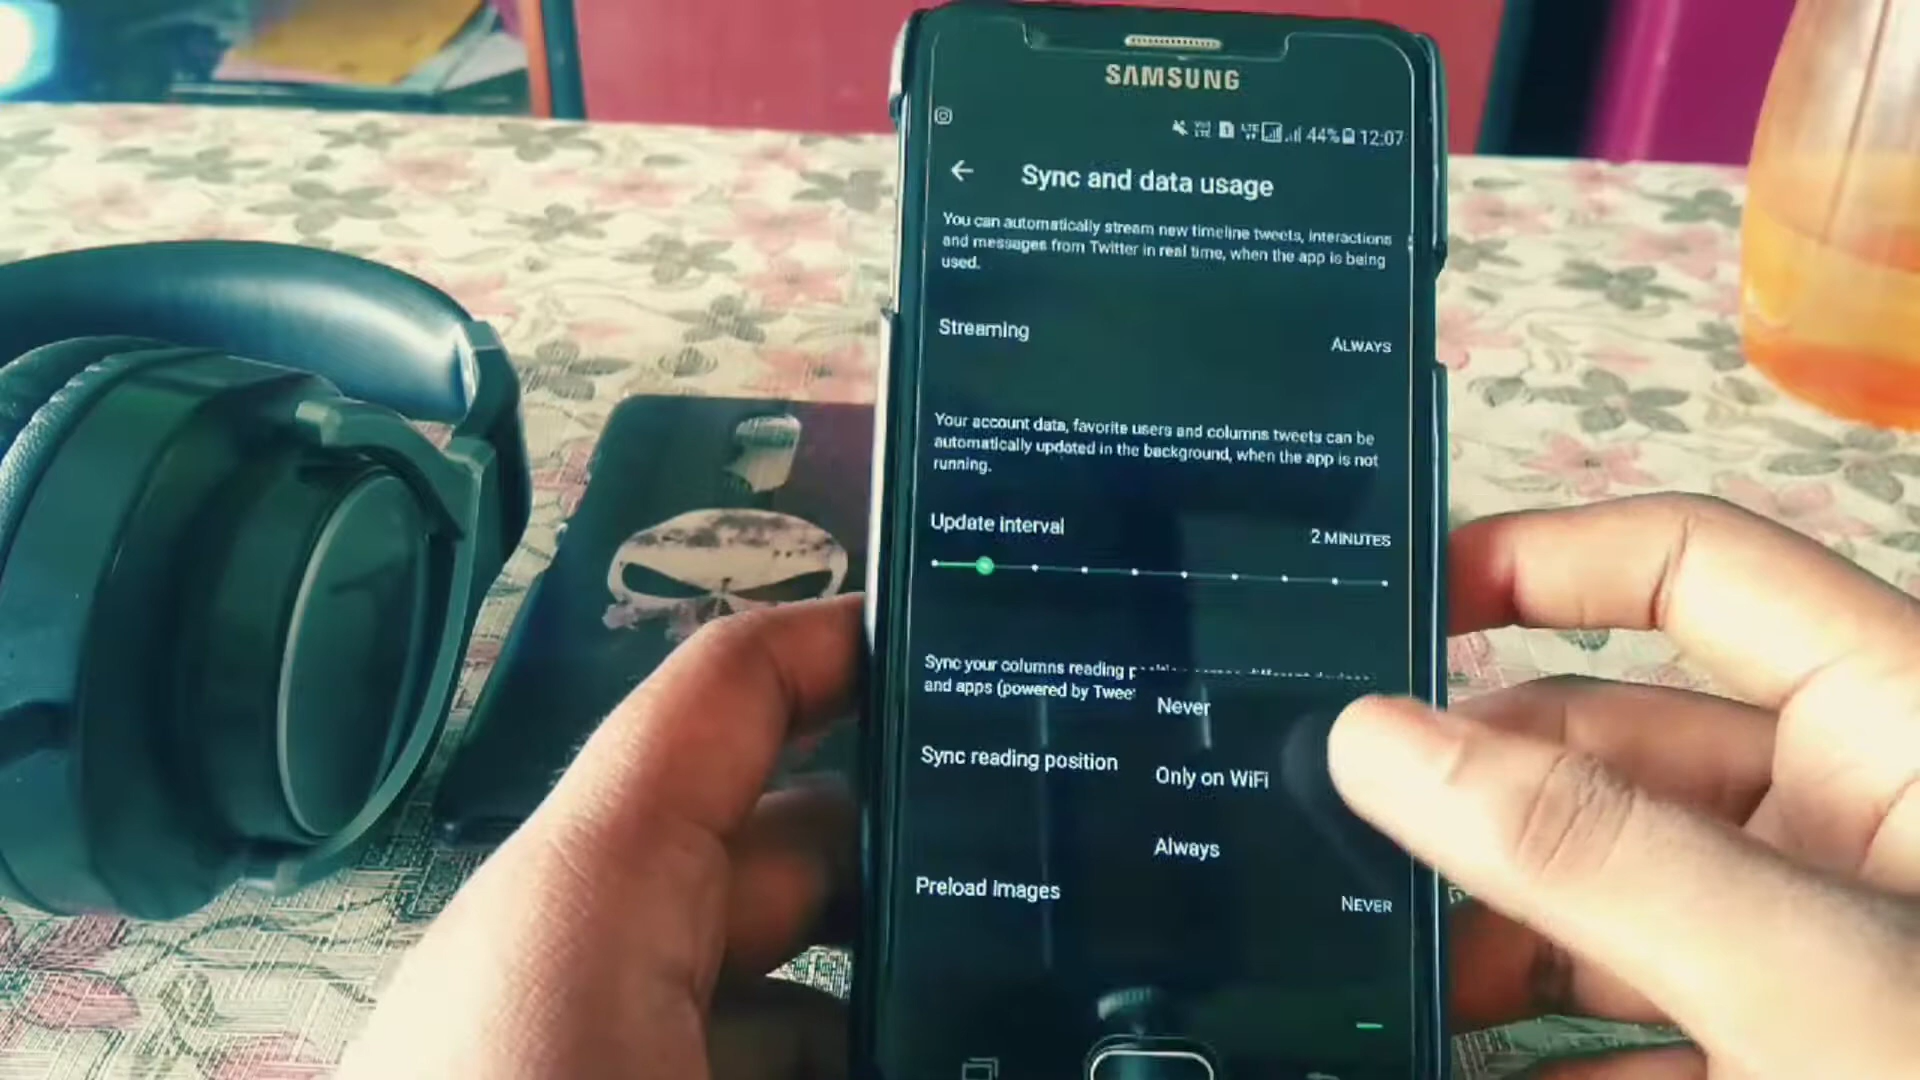 SAMSUNG
44% 12:07
Sync and data usage
You can automatically stream new timeline tweets, interactions
and messages from Twitter in real time, when the app is being
used.
Streaming
ALWAYS
Your account data, favorite users and columns tweets can be
automatically updated in the background, when the app is not
running.
Update interval
2 MINUTES
Sync your columns reading
and apps (powered by
Never
Sync reading position
Only on WiFi
Always
Preload images
NEVER